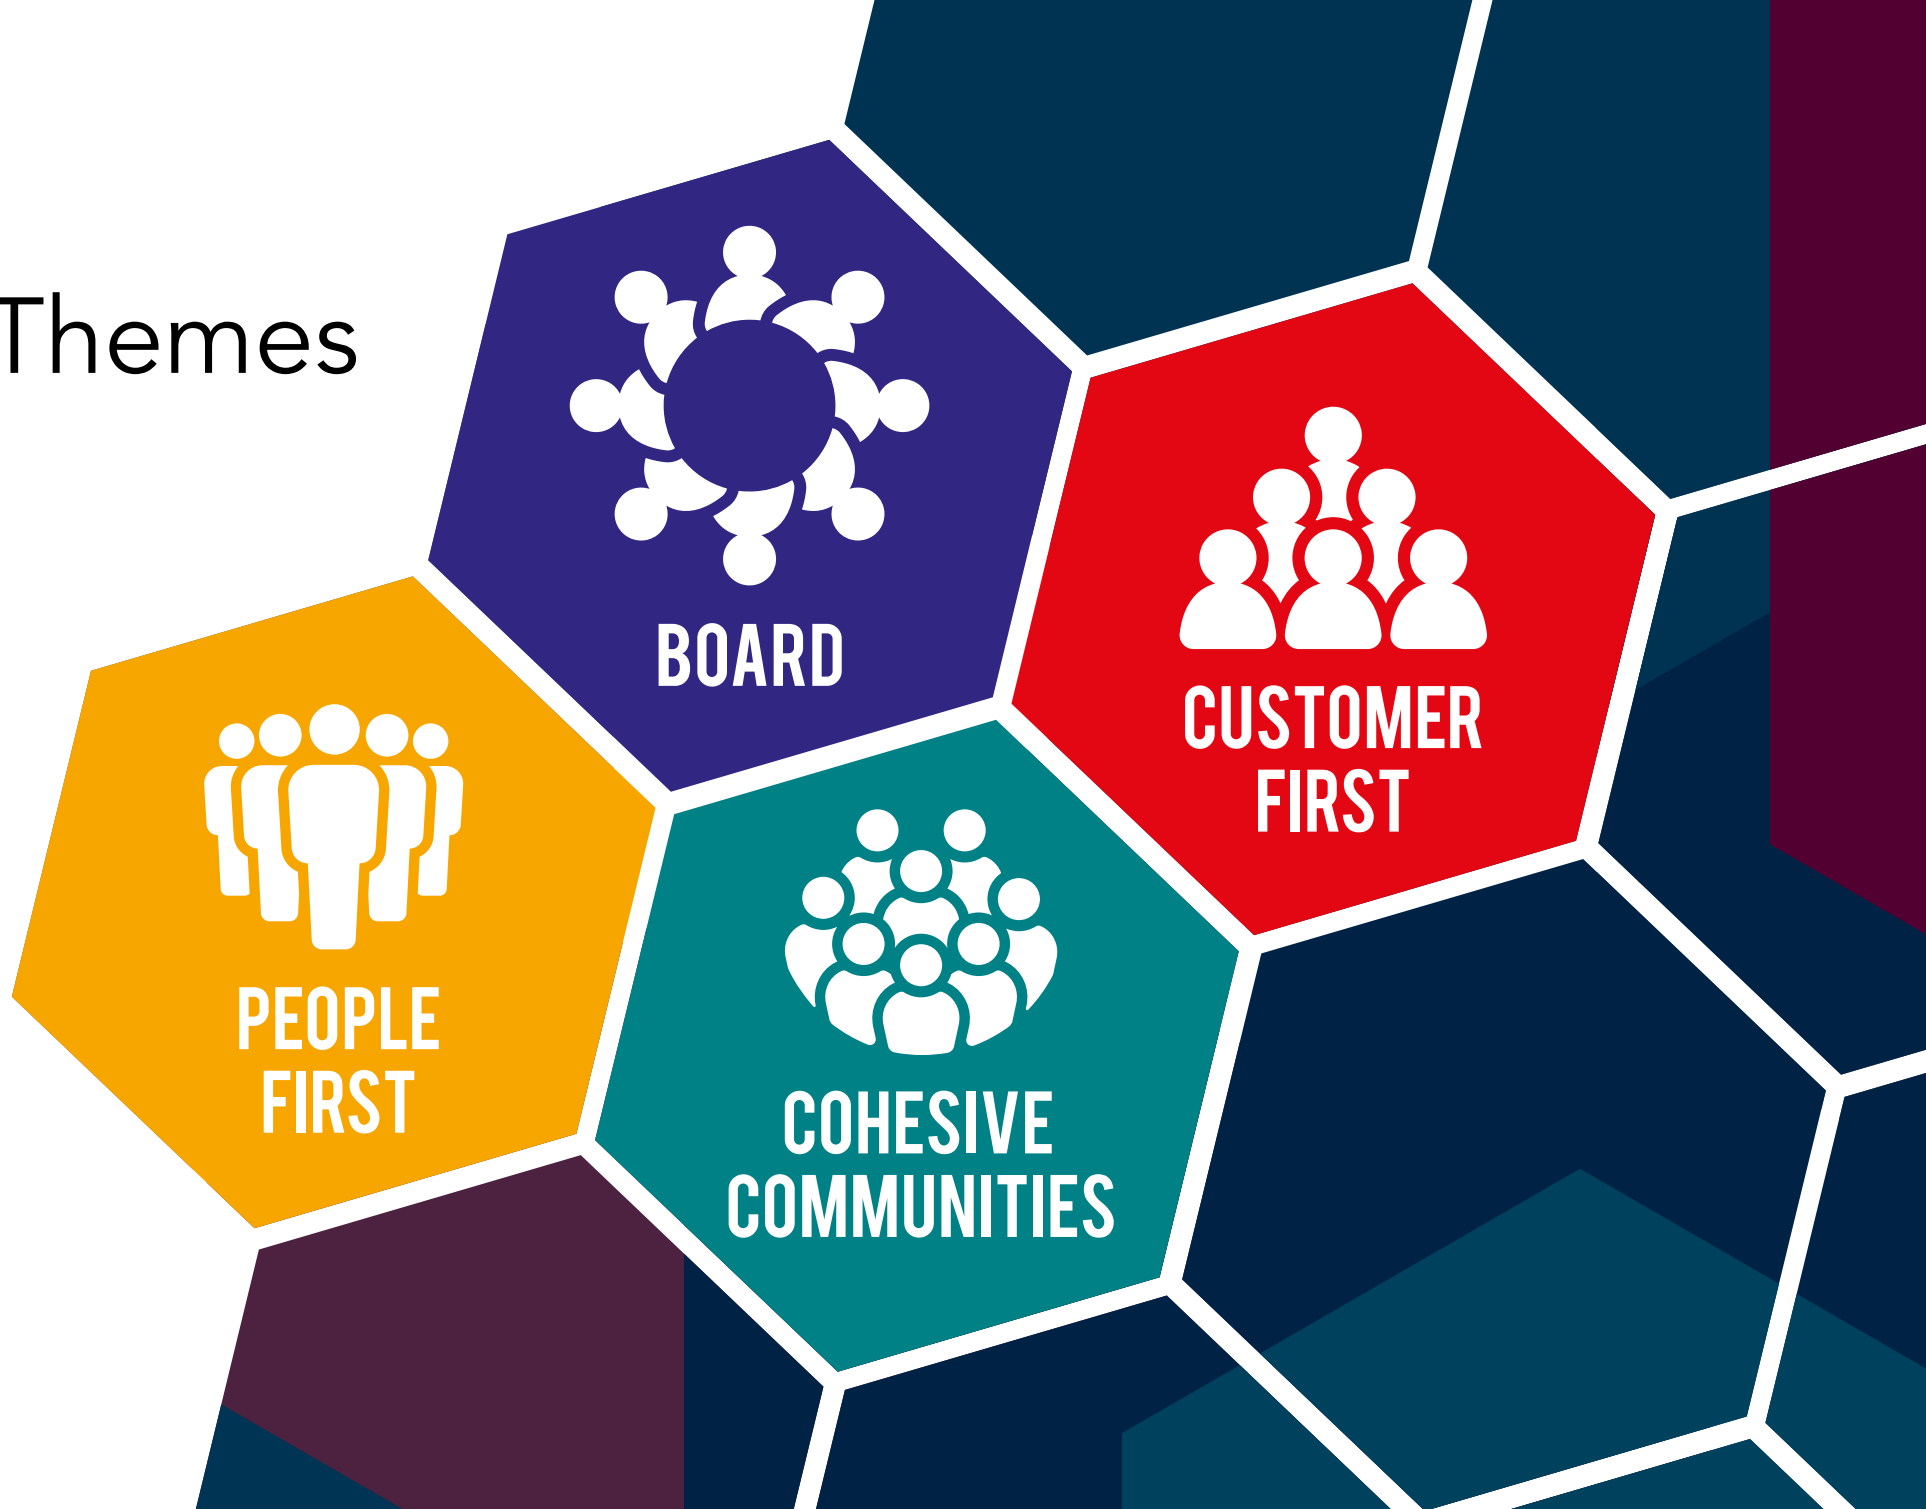 Themes
BOARD
CUSTOMER
FIRST
PEOPLE
FIRST
COHESIVE
COMMUNITIES